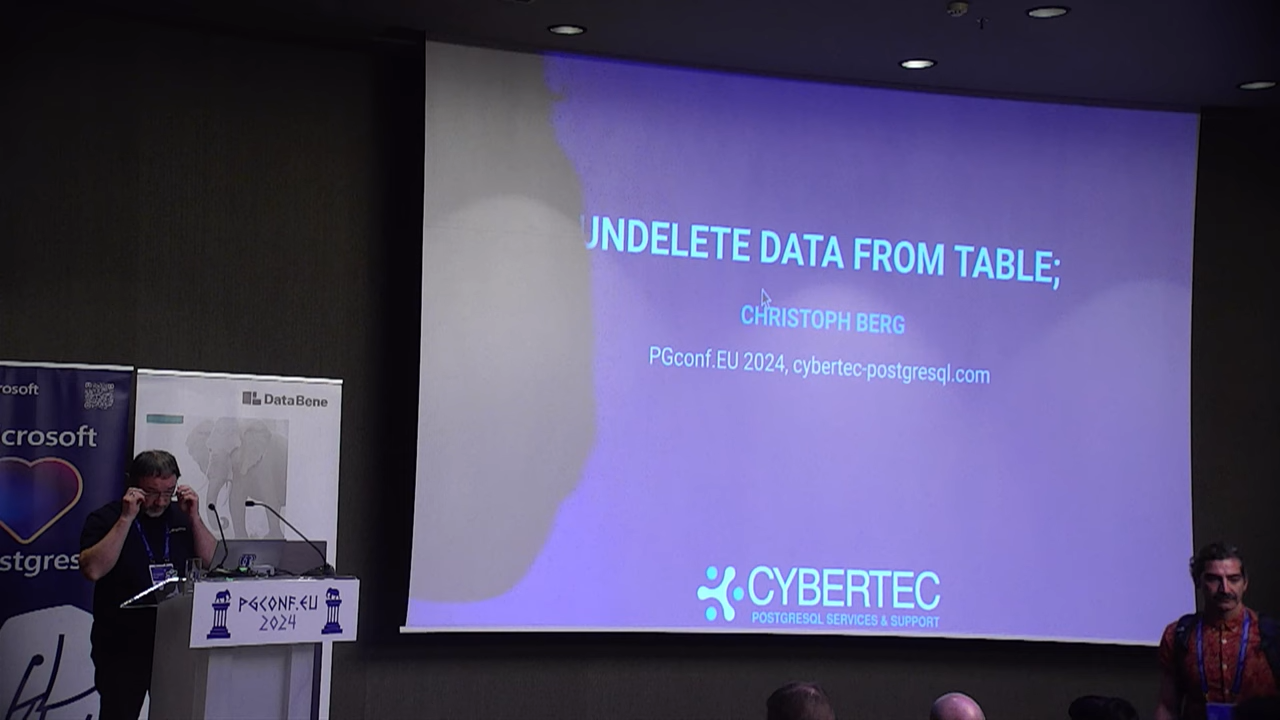 UNDELETE DATA FROM TABLE;
CHRISTOPH BERG
PGconf.EU 2024, cybertec-postgresql.com
CYBERTEC
POSTGRESQL SERVICES & SUPPORT
rosoft
crosoft
stgres
DataBene
PGCONF.EU
2024